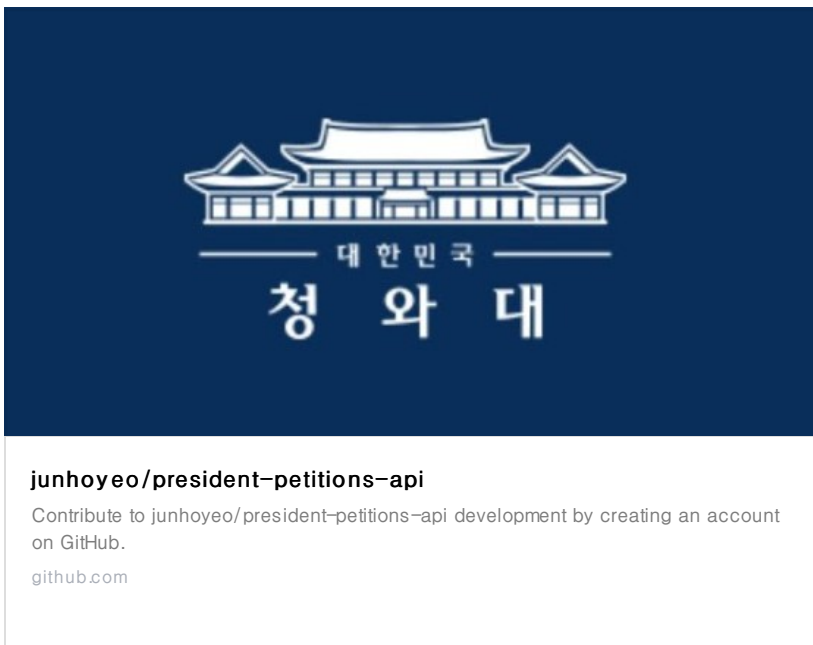 대한민국
청와대
junhoyeo/president-petitions-api
Contribute to junhoyeo/president-petitions-api development by creating an account
on GitHub.
github.com